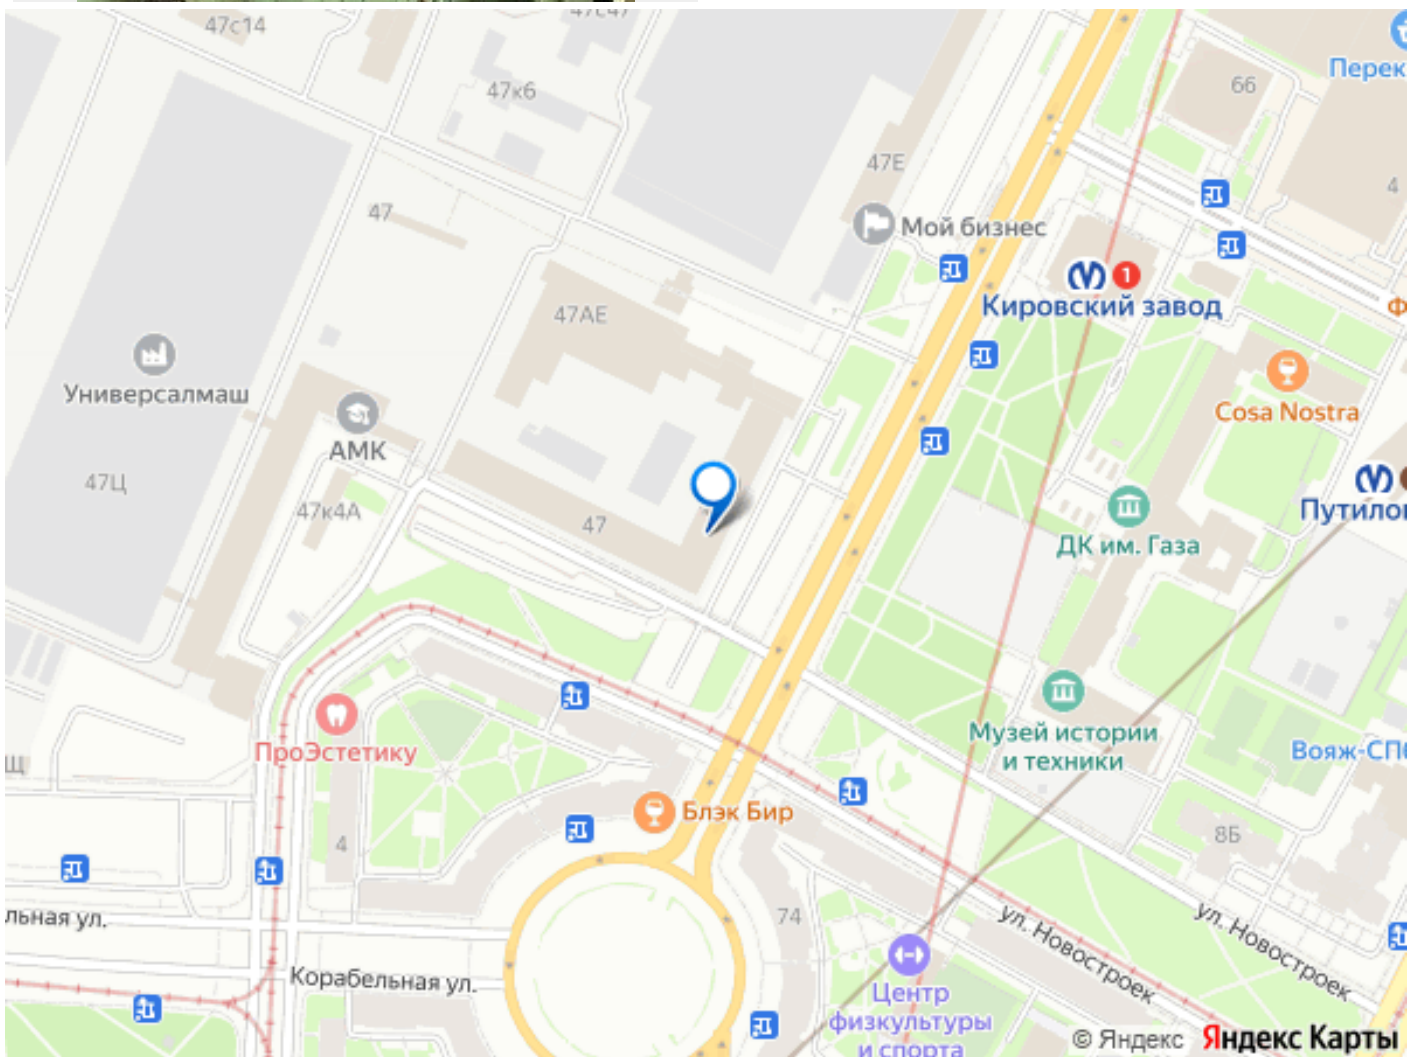 47с14
47к6
66
Перек
47Е
4
47
Мой бизнес
1
Кировский завод
47АЕ
Универсалмаш
АМК
Cosa Nostra
47Ц
47к4А
47
ДК им. Газа
Путилов
Музей истории
и техники
ПроЭстетику
Вояж-СПб
Щ
Блэк Бир
4
8Б
74
льная ул.
ул. Новостроек
ул. Новостроек
Корабельная ул.
Центр
физкультуры
и спорта
© Яндекс Яндекс Карты